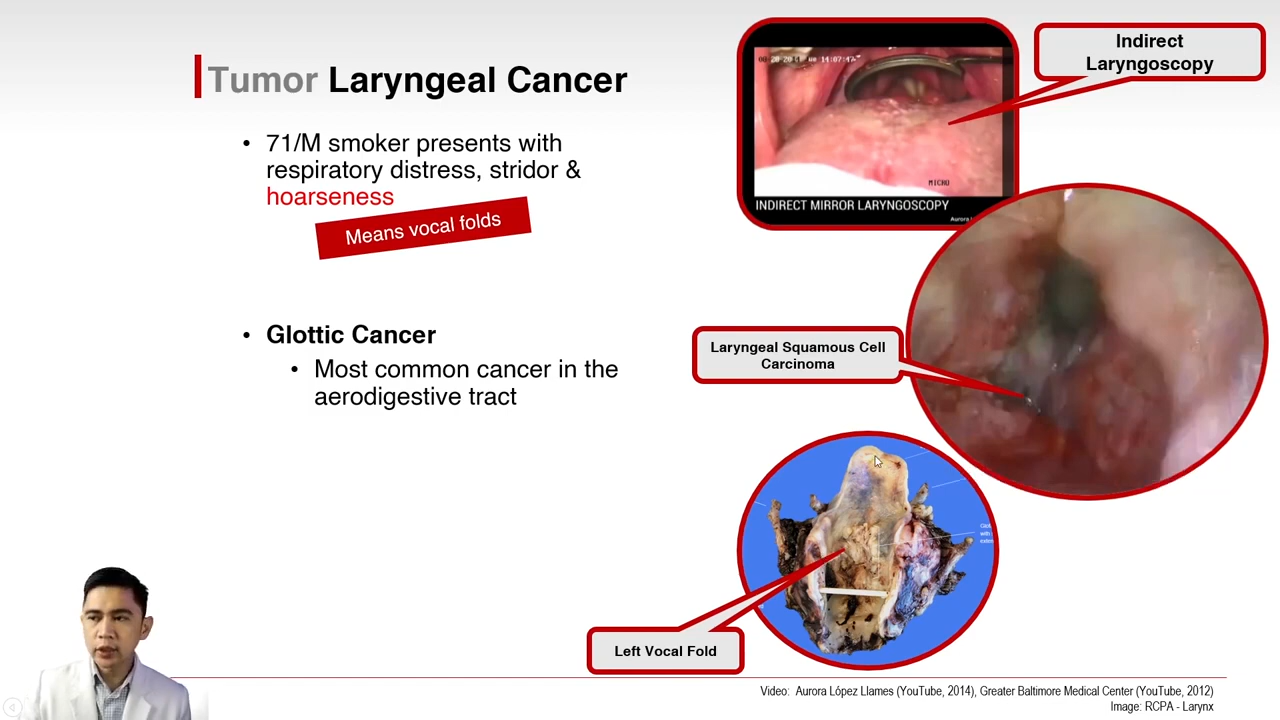 Tumor Laryngeal Cancer
• 71/M smoker presents with
respiratory distress, stridor &
hoarseness
Means vocal folds
• Glottic Cancer
• Most common cancer in the
aerodigestive tract
Indirect
Laryngoscopy
MICRO
INDIRECT MIRROR LARYNGOSCOPY
Aurora
Laryngeal Squamous Cell
Carcinoma
Left Vocal Fold
Video: Aurora López Llames (YouTube, 2014), Greater Baltimore Medical Center (YouTube, 2012)
Image: RCPA - Larynx